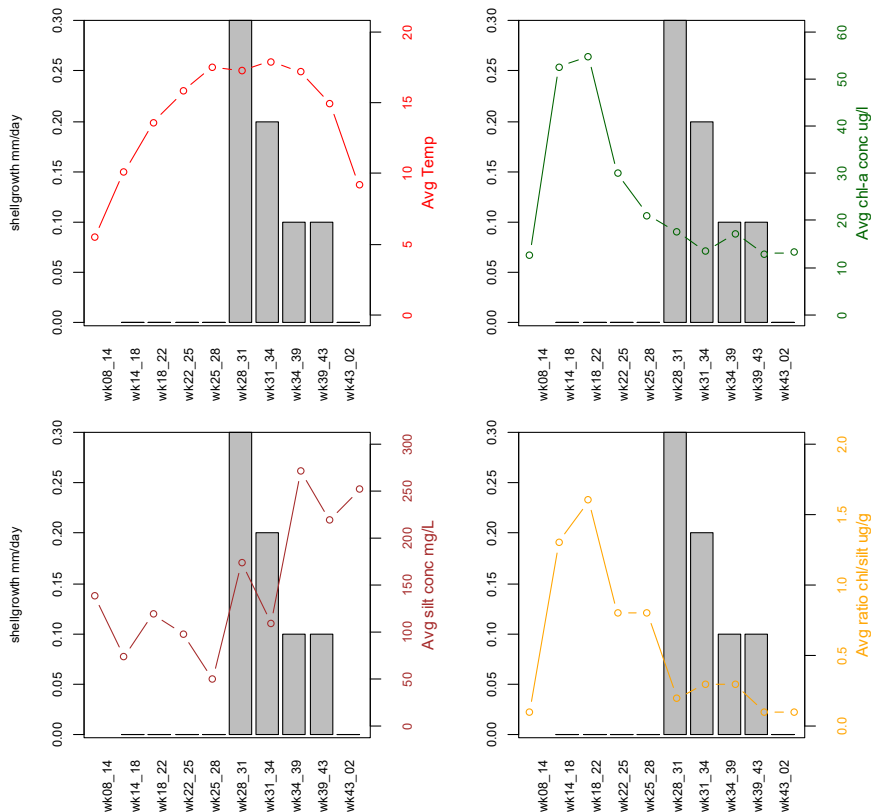 0.00 0.05 0.10 0.15 0.20 0.25 0.30
shellgrowth mm/day
0 5 10 15 20
Avg Temp
wk08_14
wk14_18
wk18_22
wk22_25
wk25_28
wk28_31
wk31_34
wk34_39
wk39_43
wk43_02
0.00 0.05 0.10 0.15 0.20 0.25 0.30
0 10 20 30 40 50 60
Avg chl-a conc ug/l
wk08_14
wk14_18
wk18_22
wk22_25
wk25_28
wk28_31
wk31_34
wk34_39
wk39_43
wk43_02
0.00 0.05 0.10 0.15 0.20 0.25 0.30
shellgrowth mm/day
0 50 100 150 200 250 300
Avg silt conc mg/L
wk08_14
wk14_18
wk18_22
wk22_25
wk25_28
wk28_31
wk31_34
wk34_39
wk39_43
wk43_02
0.00 0.05 0.10 0.15 0.20 0.25 0.30
0.0 0.5 1.0 1.5 2.0
Avg ratio chl/silt ug/g
wk08_14
wk14_18
wk18_22
wk22_25
wk25_28
wk28_31
wk31_34
wk34_39
wk39_43
wk43_02